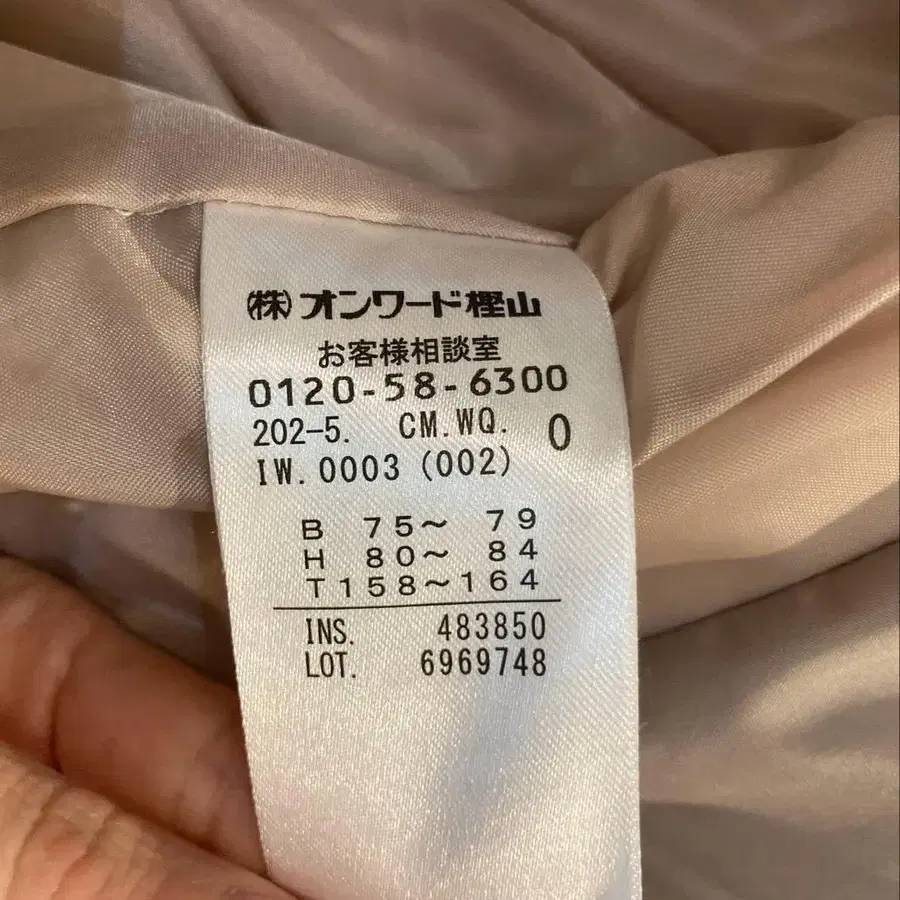 ㈱オンワード樫山
お客様相談室
0120-58-6300
202-5. CM.WQ. 0
IW.0003 (002)
B 75～ 79
H 80～ 84
T158～164
INS. 483850
LOT. 6969748